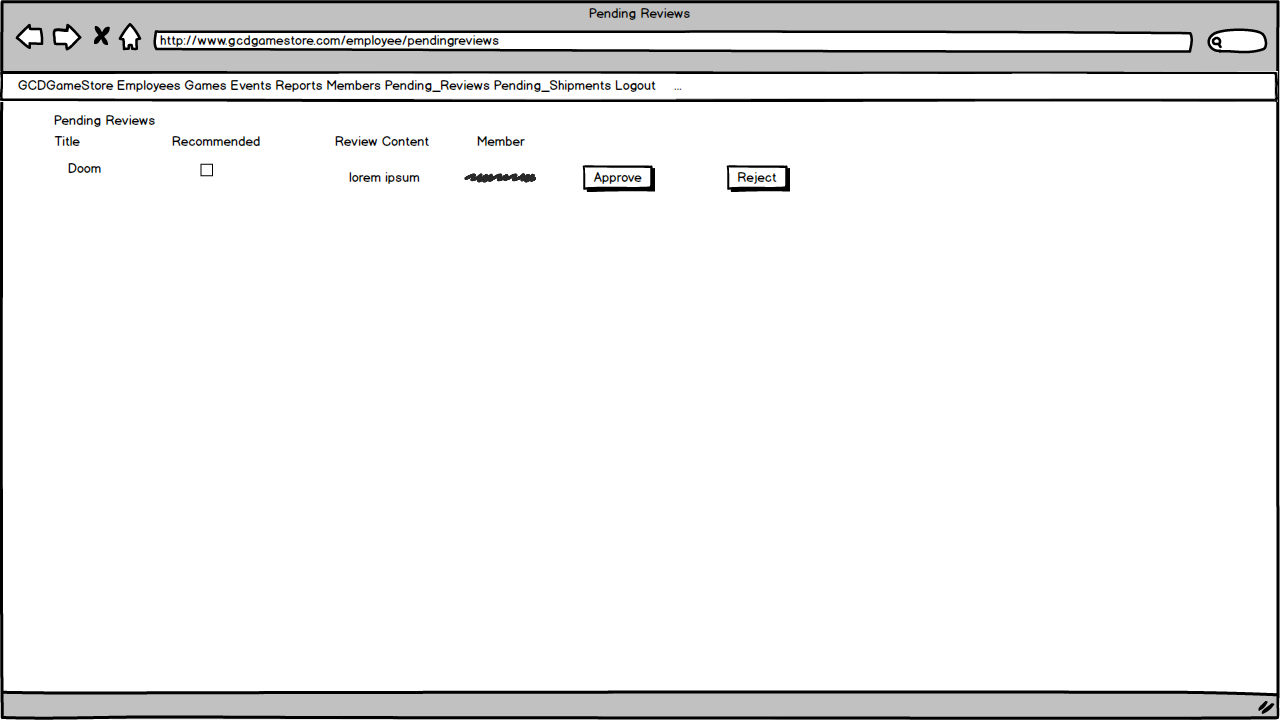 Pending Reviews
http://www.gcdgamestore.com/employee/pendingreviews
GCDGameStore Employees Games Events Reports Members Pending_Reviews Pending_Shipments Logout ...
Pending Reviews
Title Recommended Review Content Member
Doom lorem ipsum Approve Reject